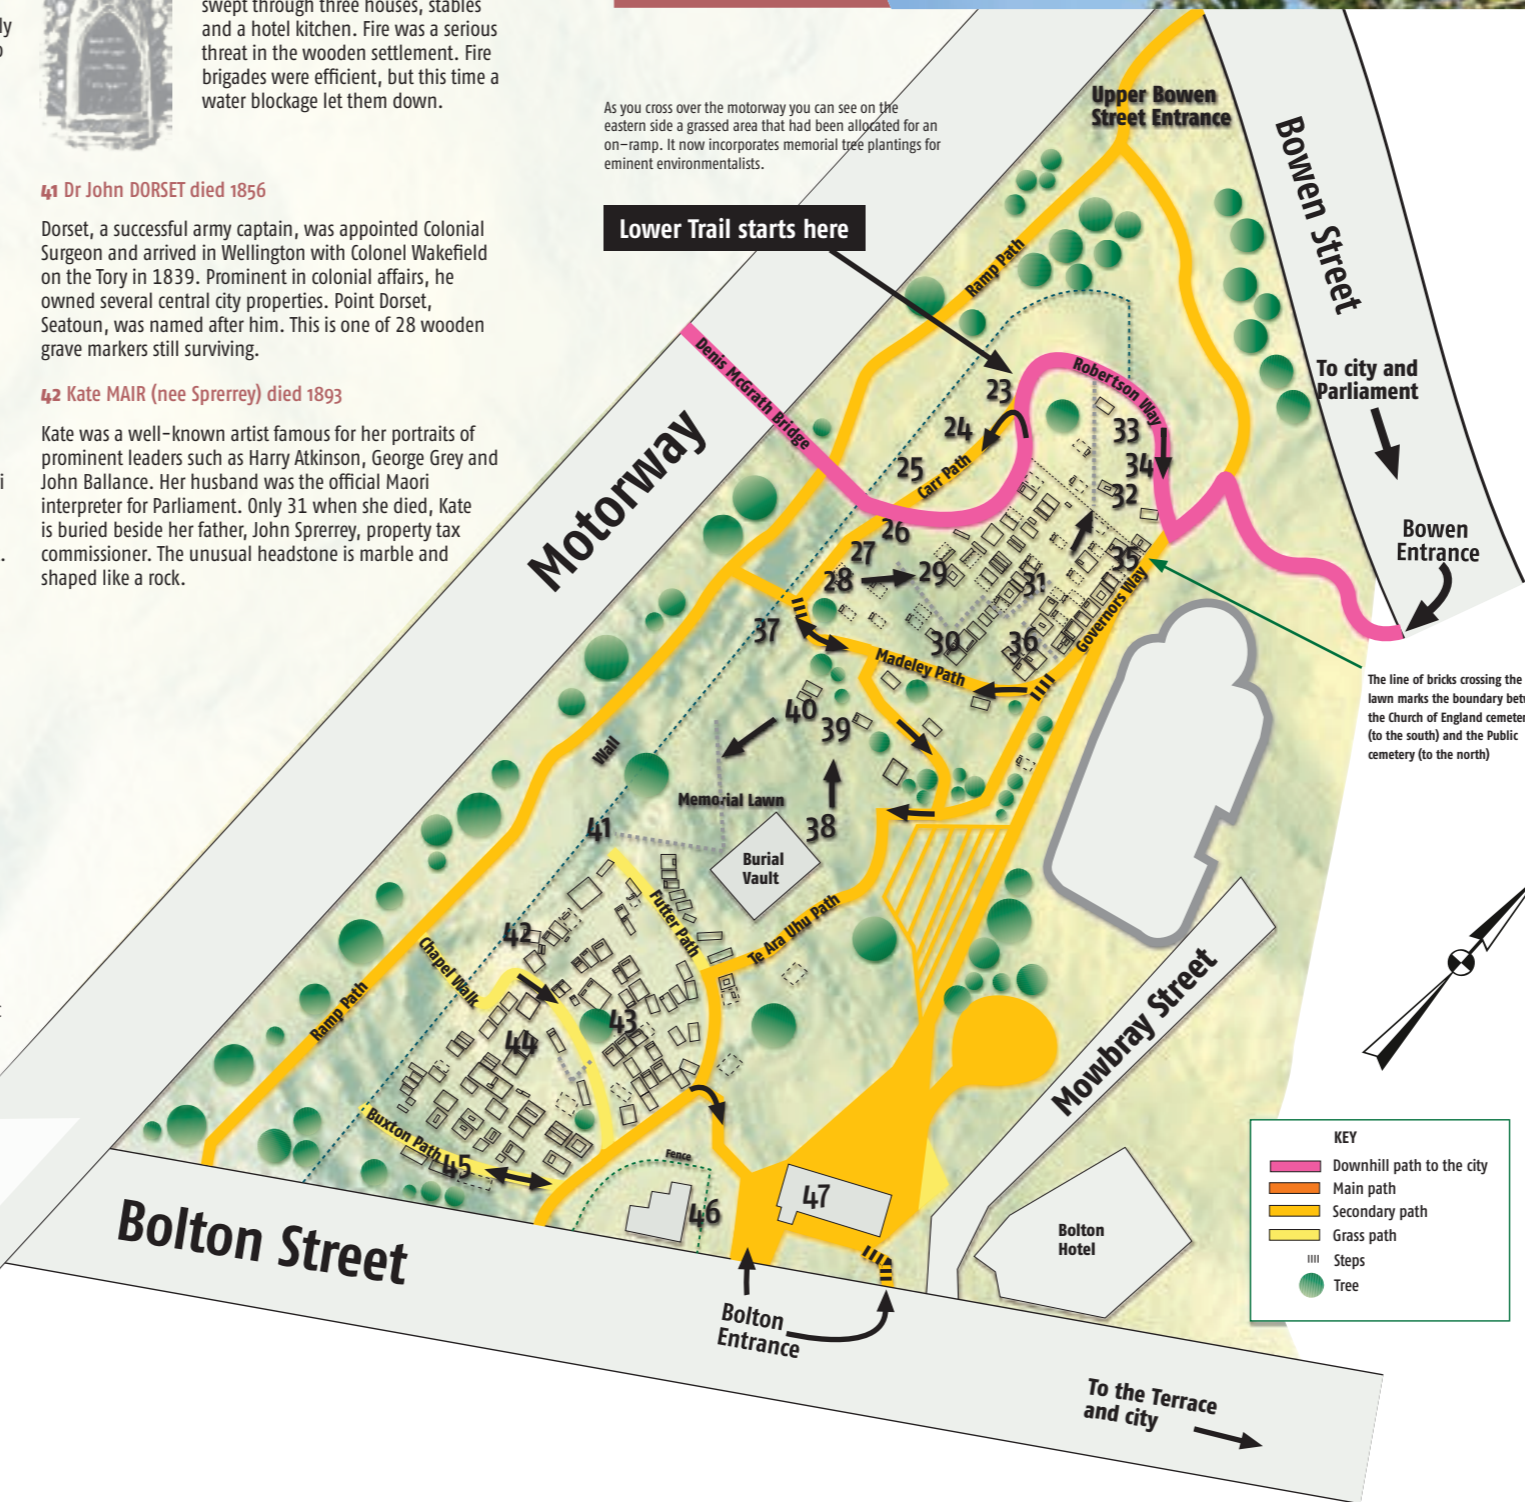 ly
swept through three houses, stables
and a hotel kitchen. Fire was a serious
threat in the wooden settlement. Fire
brigades were efficient, but this time a
water blockage let them down.
41 Dr John DORSET died 1856
Dorset, a successful army captain, was appointed Colonial
Surgeon and arrived in Wellington with Colonel Wakefield
on the Tory in 1839. Prominent in colonial affairs, he
owned several central city properties. Point Dorset,
Seatoun, was named after him. This is one of 28 wooden
grave markers still surviving.
42 Kate MAIR (nee Sprerrey) died 1893
Kate was a well-known artist famous for her portraits of
prominent leaders such as Harry Atkinson, George Grey and
John Ballance. Her husband was the official Maori
interpreter for Parliament. Only 31 when she died, Kate
is buried beside her father, John Sprerrey, property tax
commissioner. The unusual headstone is marble and
shaped like a rock.
As you cross over the motorway you can see on the
eastern side a grassed area that had been allocated for an
on-ramp. It now incorporates memorial tree plantings for
eminent environmentalists.
Lower Trail starts here
Upper Bowen
Street Entrance
Bowen Street
To city and
Parliament
Bowen
Entrance
Ramp Path
Denis McGrath Bridge
Robertson Way
Motorway
Carr Path
23
24
25
26
27
28
29
30
31
32
33
34
35
36
37
Governors Way
Madeley Path
The line of bricks crossing the
lawn marks the boundary bet
the Church of England cemeter
(to the south) and the Public
cemetery (to the north)
40
39
38
Wall
Memorial Lawn
41
Burial
Vault
Futter Path
Te Ara Uhu Path
42
Chapel Walk
43
44
Ramp Path
Buxton Path
45
Fence
46
47
Mowbray Street
Bolton
Hotel
Bolton Street
Bolton
Entrance
To the Terrace
and city
KEY
Downhill path to the city
Main path
Secondary path
Grass path
Steps
Tree